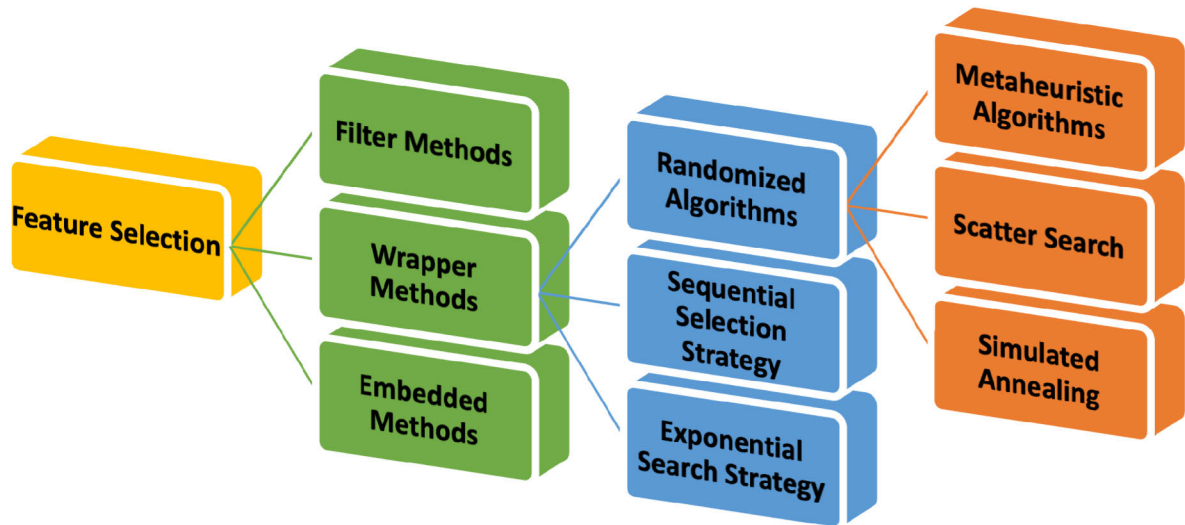 Feature Selection
Filter Methods
Wrapper
Methods
Embedded
Methods
Randomized
Algorithms
Sequential
Selection
Strategy
Exponential
Search Strategy
Metaheuristic
Algorithms
Scatter Search
Simulated
Annealing